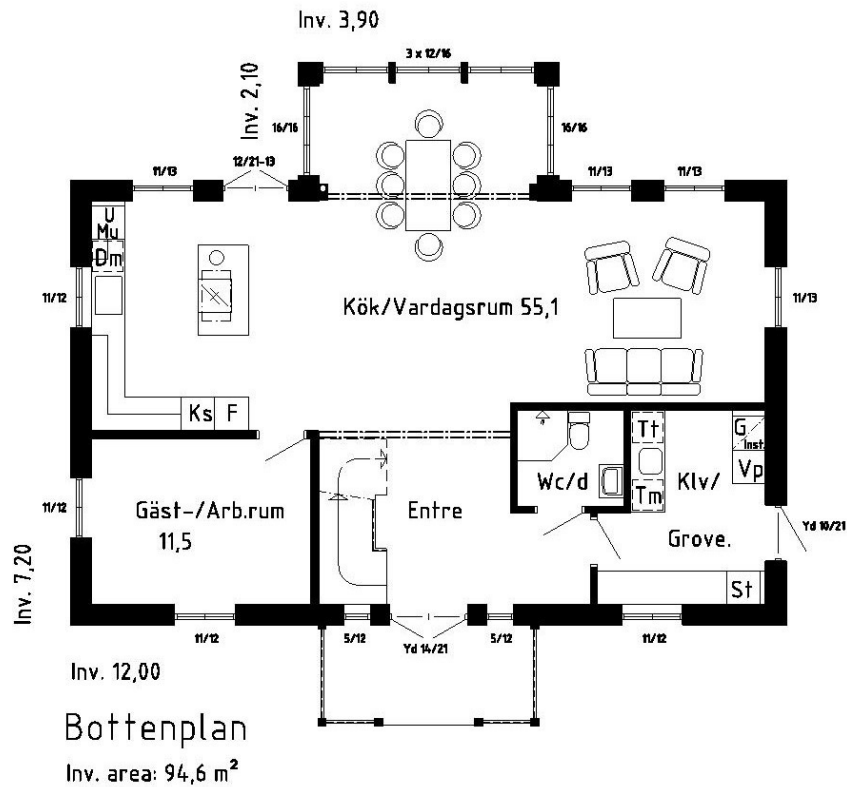 Inv. 3,90
3 x 12/16
Inv. 2,10
16/16
16/16
11/13
12/21-13
11/13
11/13
U
Mu
Dm
11/12
Kök/Vardagsrum 55,1
11/13
Ks
F
Tt
G
Inst.
Vp
Wc/d
Tm
Klv/
Grove.
11/12
Gäst-/Arb.rum
11,5
Entre
Yd 10/21
Inv. 7,20
St
11/12
5/12
Yd 14/21
5/12
11/12
Inv. 12,00
Bottenplan
Inv. area: 94,6 m²